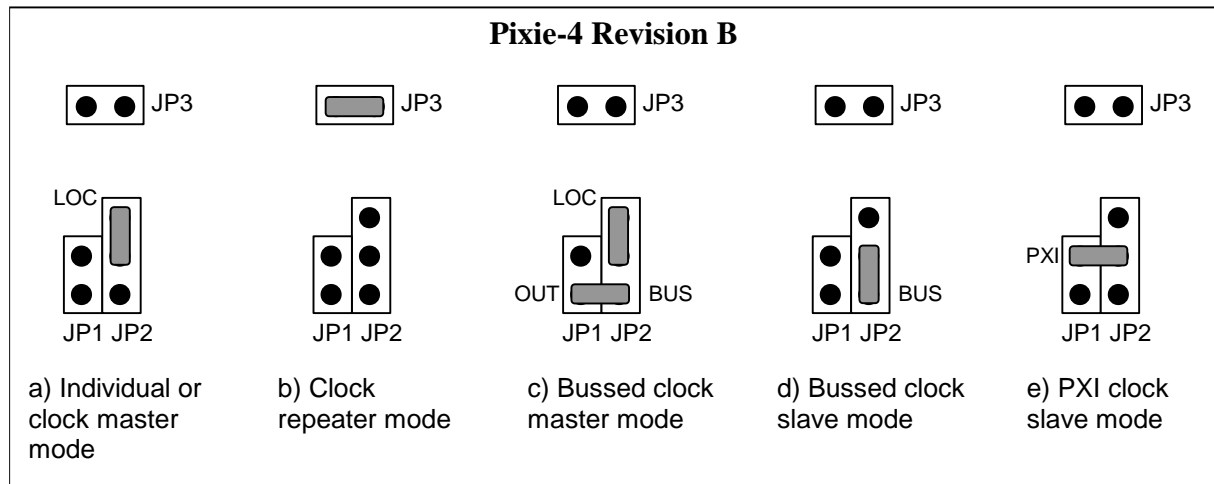 Pixie-4 Revision B
JP3
JP3
JP3
JP3
JP3
LOC
LOC
PXI
OUT
BUS
BUS
JP1 JP2
JP1 JP2
JP1 JP2
JP1 JP2
JP1 JP2
a) Individual or
clock master
mode
b) Clock
repeater mode
c) Bussed clock
master mode
d) Bussed clock
slave mode
e) PXI clock
slave mode